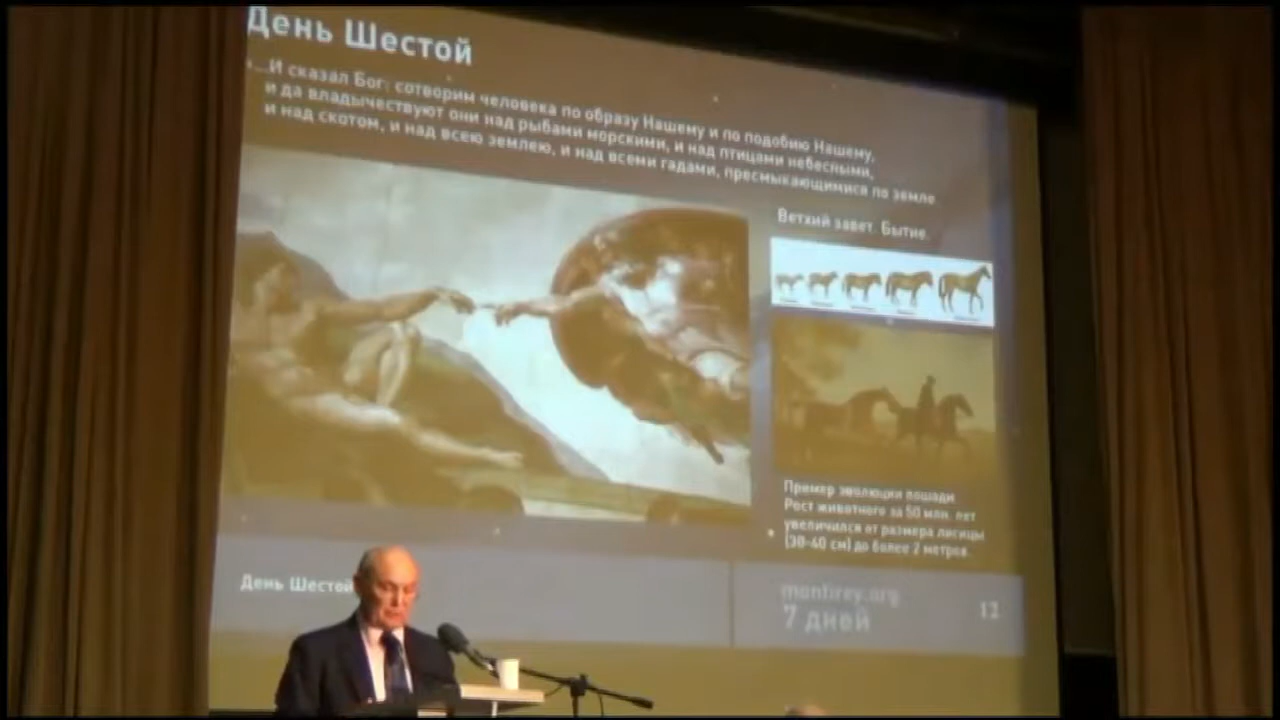 День Шестой
...И сказал Бог: сотворим человека по образу Нашему и по подобию Нашему,
и да владычествуют они над рыбами морскими, и над птицами небесными,
и над скотом, и над всею землею, и над всеми гадами, пресмыкающимися по земле
Ветхий завет. Бытие.
Пример эволюции лошади
Рост животного за 50 млн. лет
увеличился от размера лисицы
(30-40 см) до более 2 метров.
День Шестой
7 дней
12